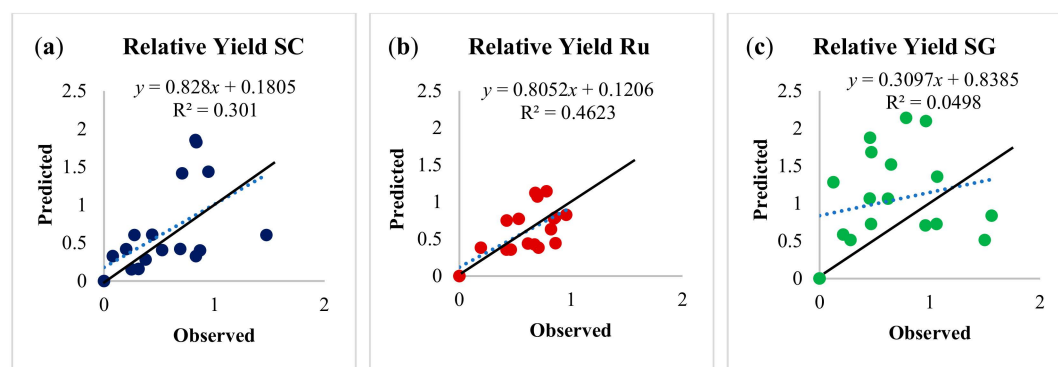 (a) Relative Yield SC
y = 0.828x + 0.1805
R² = 0.301
2.5
2
1.5
1
0.5
0
0 1 2
Predicted
Observed
(b) Relative Yield Ru
y = 0.8052x + 0.1206
R² = 0.4623
2.5
2
1.5
1
0.5
0
0 1 2
Predicted
Observed
(c) Relative Yield SG
y = 0.3097x + 0.8385
R² = 0.0498
2.5
2
1.5
1
0.5
0
0 1 2
Predicted
Observed